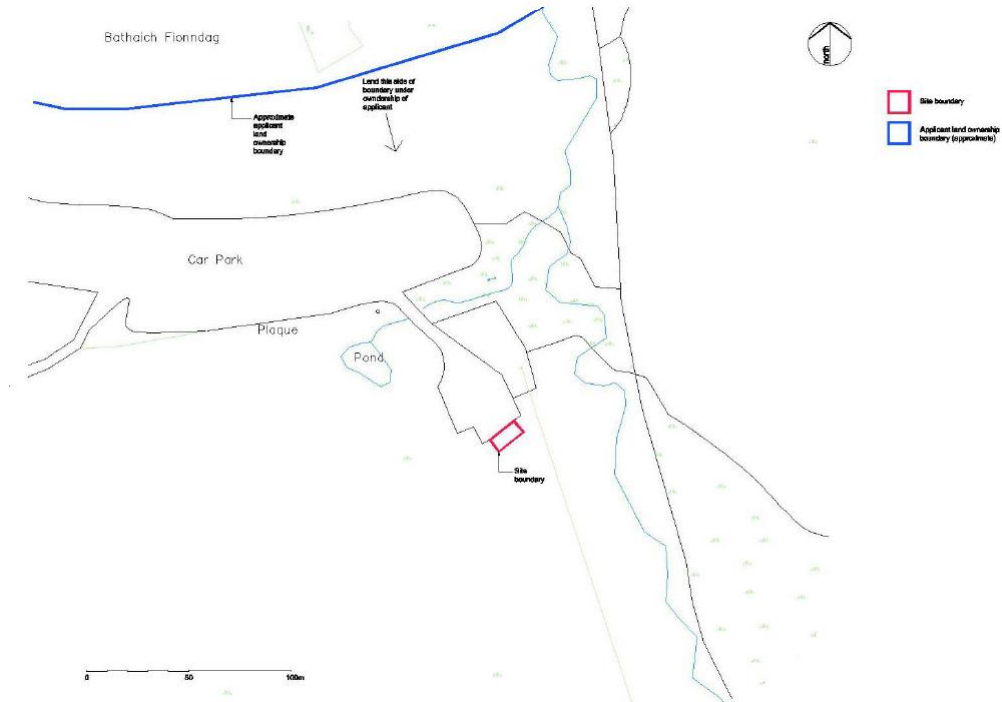 Bathaich Fionndag
Land this side of
boundary under
owndership of
applicant
Approximate
applicant
land
ownership
boundary
north
Site boundary
Applicant land ownership
boundary (approximate)
Car Park
Plaque
Pond
Site
boundary
0 50 100m